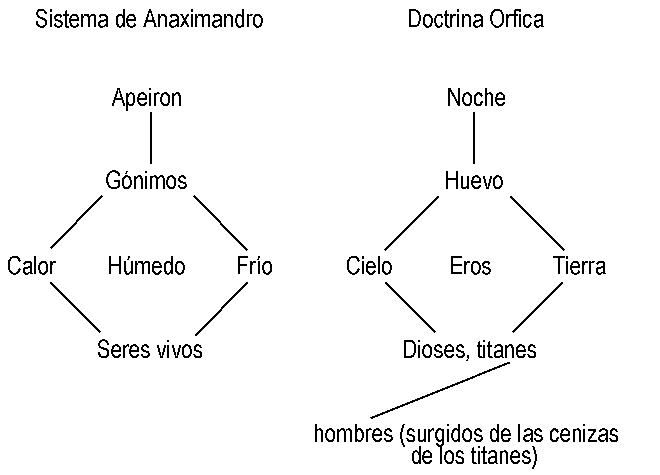 Sistema de Anaximandro
Doctrina Orfica
Apeiron
Noche
Gónimos
Huevo
Calor
Húmedo
Frío
Cielo
Eros
Tierra
Seres vivos
Dioses, titanes
hombres (surgidos de las cenizas
de los titanes)